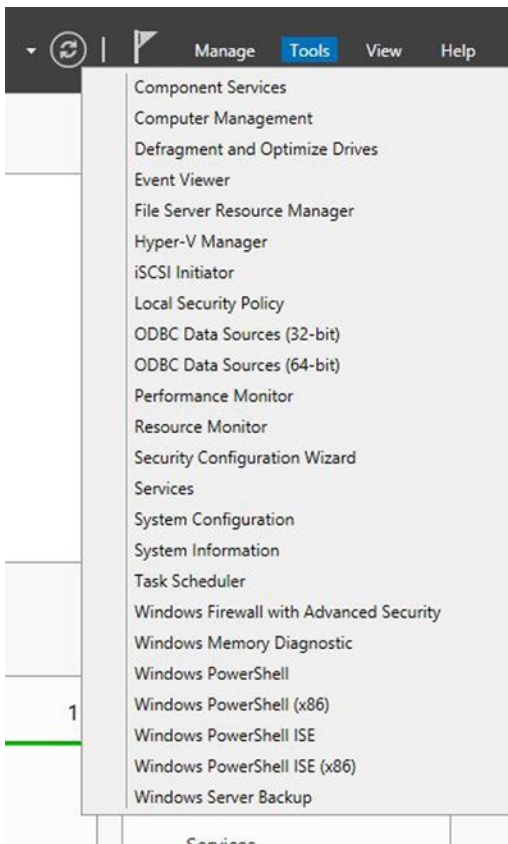 Manage Tools View Help
Component Services
Computer Management
Defragment and Optimize Drives
Event Viewer
File Server Resource Manager
Hyper-V Manager
iSCSI Initiator
Local Security Policy
ODBC Data Sources (32-bit)
ODBC Data Sources (64-bit)
Performance Monitor
Resource Monitor
Security Configuration Wizard
Services
System Configuration
System Information
Task Scheduler
Windows Firewall with Advanced Security
Windows Memory Diagnostic
Windows PowerShell
Windows PowerShell (x86)
1
Windows PowerShell ISE
Windows PowerShell ISE (x86)
Windows Server Backup
Services